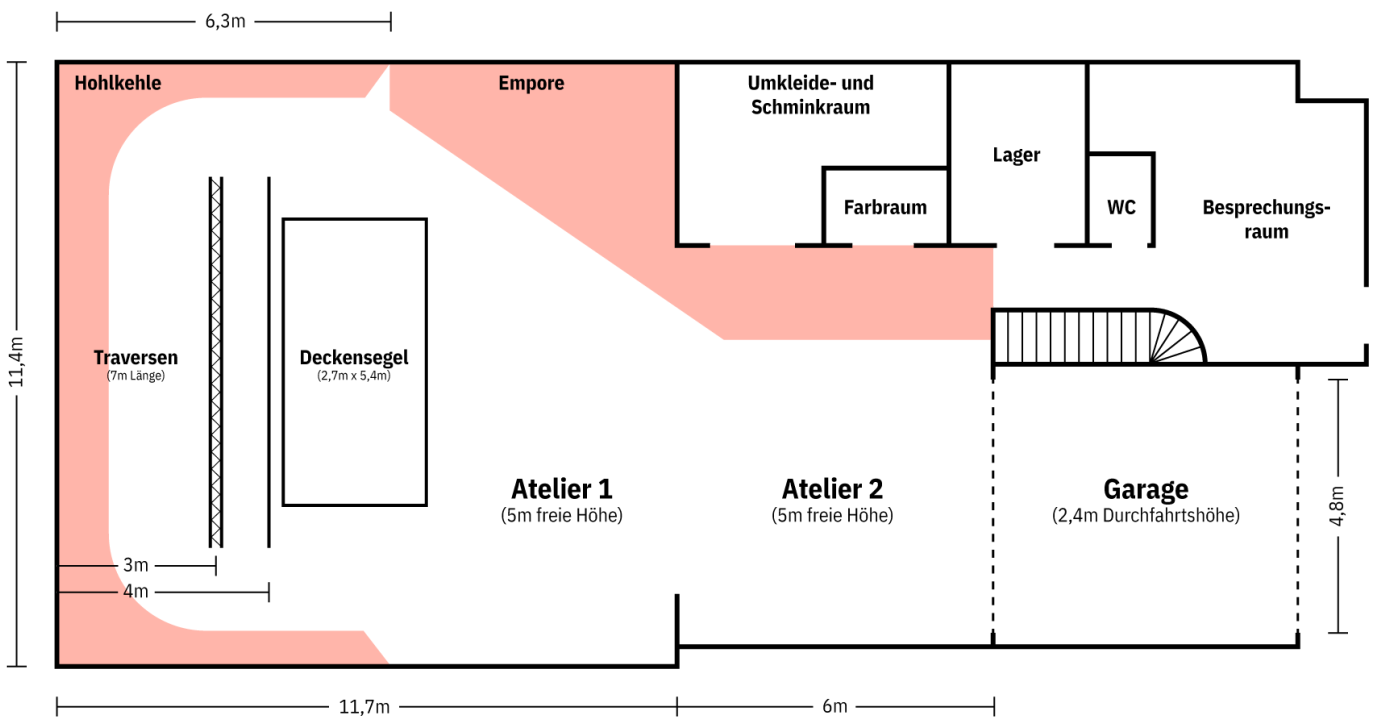 6,3m
Hohlkehle
Empore
Umkleide- und
Schminkraum
Lager
Farbraum
WC
Besprechungs-
raum
11,4m
Traversen
(7m Länge)
Deckensegel
(2,7m x 5,4m)
Atelier 1
(5m freie Höhe)
Atelier 2
(5m freie Höhe)
Garage
(2,4m Durchfahrtshöhe)
4,8m
3m
4m
11,7m
6m